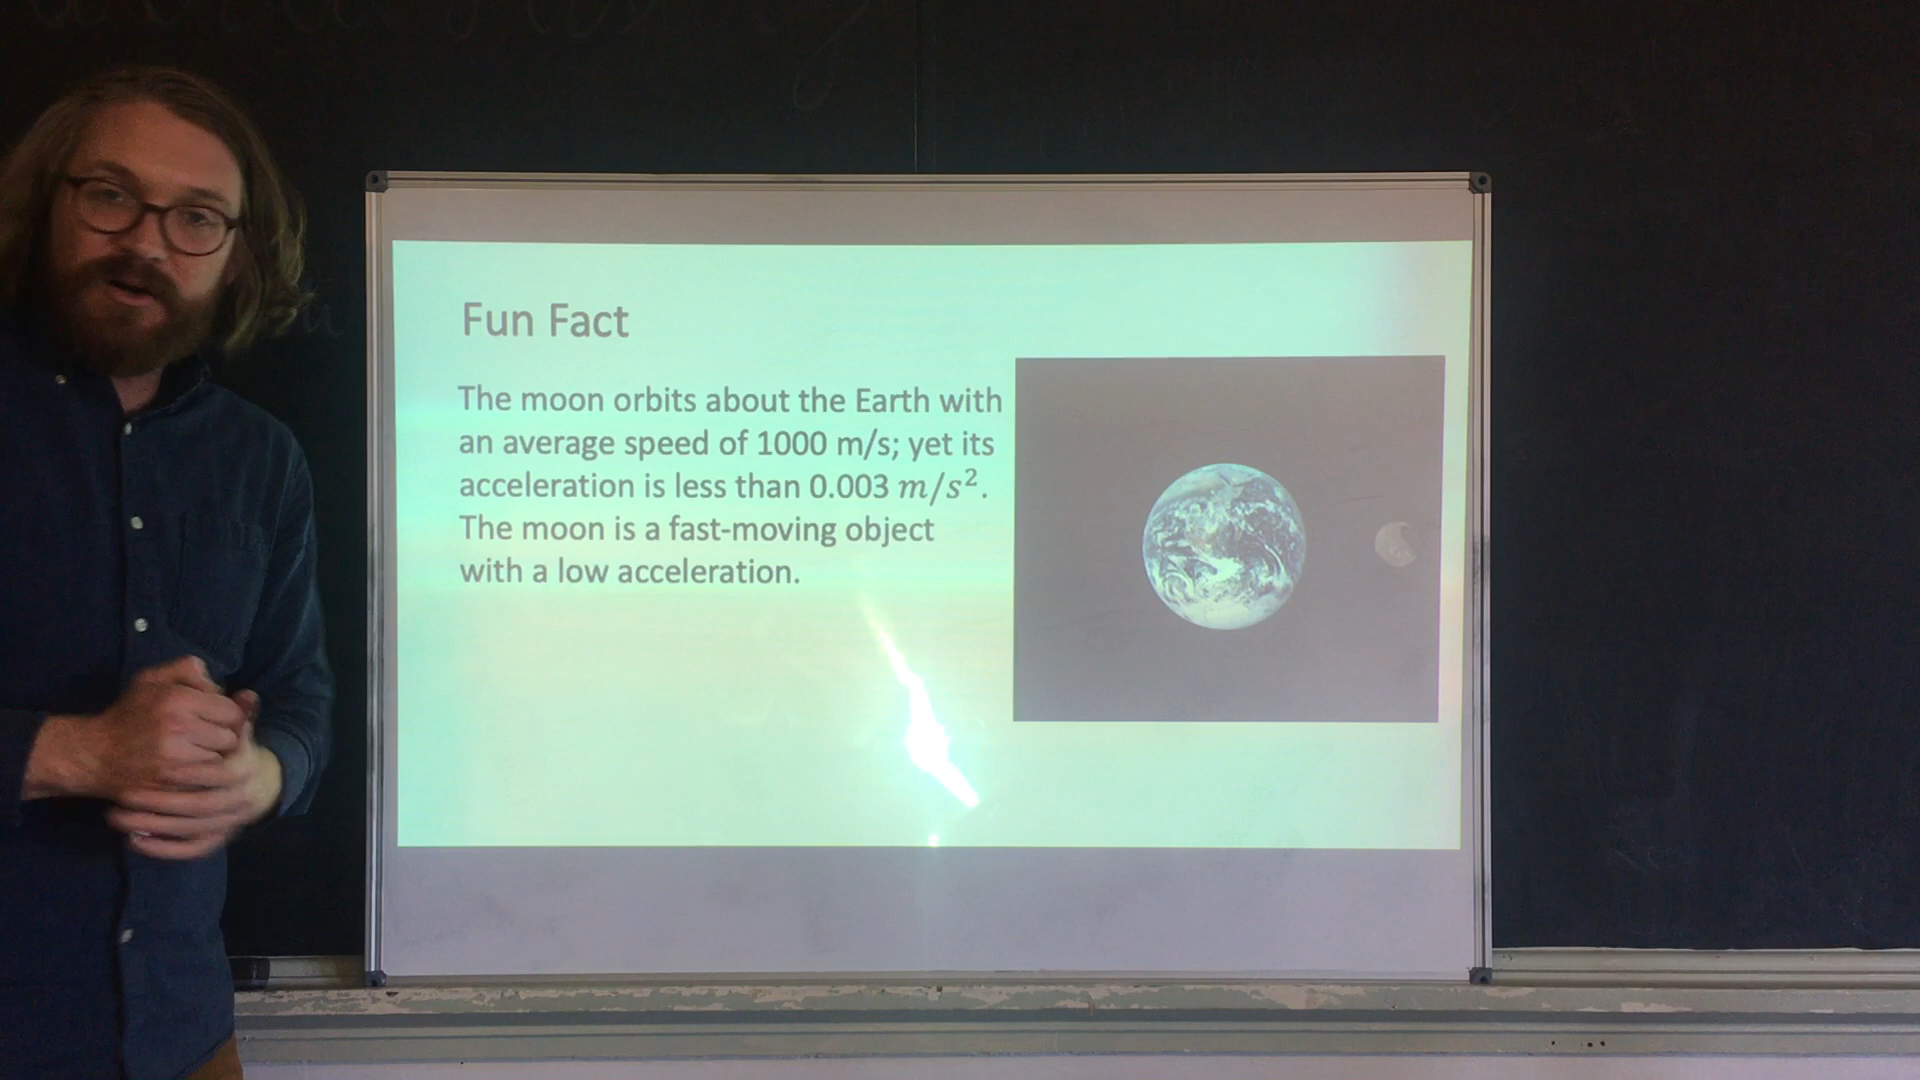 Fun Fact
The moon orbits about the Earth with
an average speed of 1000 m/s; yet its
acceleration is less than 0.003 m/s².
The moon is a fast-moving object
with a low acceleration.